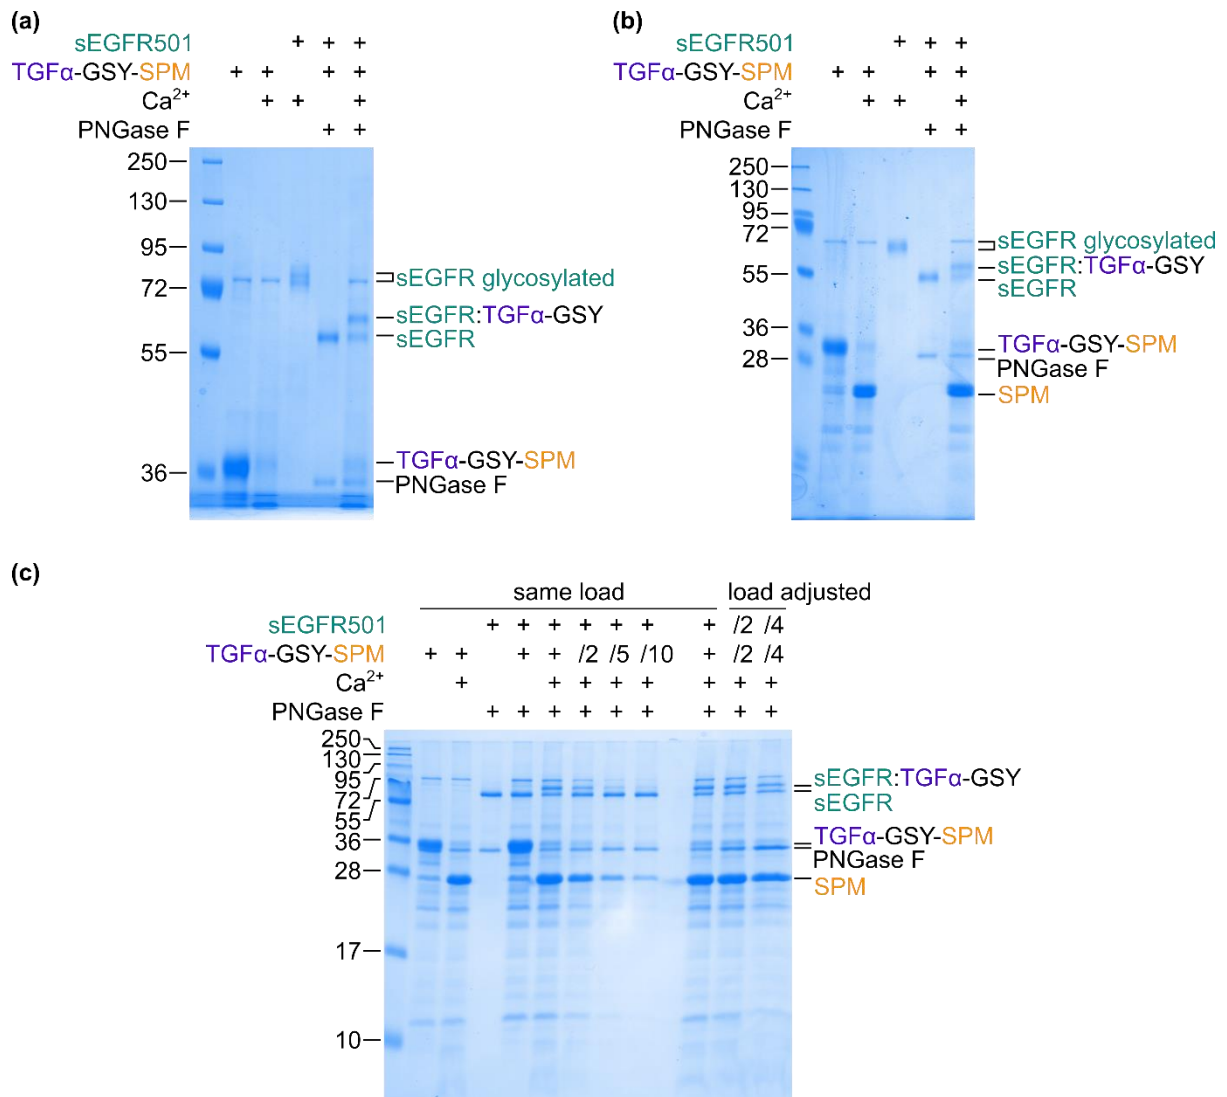 (a)
sEGFR501 + + +
TGFα-GSY-SPM + + + +
Ca²⁺ + + +
PNGase F + +
250
130
95
72
55
36
sEGFR glycosylated
sEGFR:TGFα-GSY
sEGFR
TGFα-GSY-SPM
PNGase F
(b)
sEGFR501 + + +
TGFα-GSY-SPM + + + +
Ca²⁺ + + +
PNGase F + +
250
130
95
72
55
36
28
sEGFR glycosylated
sEGFR:TGFα-GSY
sEGFR
TGFα-GSY-SPM
PNGase F
SPM
(c)
same load load adjusted
sEGFR501 + + + + + + + /2 /4
TGFα-GSY-SPM + + + + /2 /5 /10 + /2 /4
Ca²⁺ + + + + + + + +
PNGase F + + + + + + + + +
250
130
95
72
55
36
28
17
10
sEGFR:TGFα-GSY
sEGFR
TGFα-GSY-SPM
PNGase F
SPM